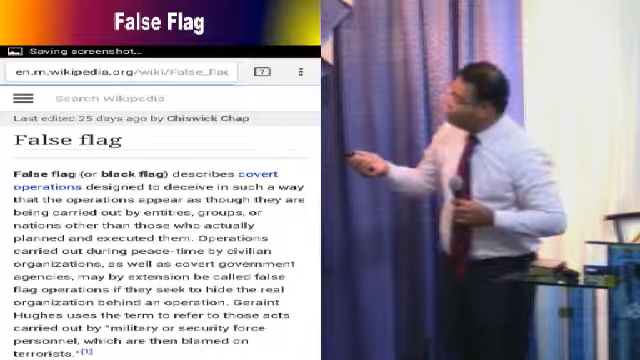 False Flag
Saving screenshot...
en.m.wikipedia.org/wiki/False_flag
7
Search Wikipedia
Last edited 25 days ago by Chiswick Chap
False flag
False flag (or black flag) describes covert
operations designed to deceive in such a way
that the operations appear as though they are
being carried out by entities, groups, or
nations other than those who actually
planned and executed them. Operations
carried out during peace-time by civilian
organizations, as well as covert government
agencies, may by extension be called false
flag operations if they seek to hide the real
organization behind an operation. Geraint
Hughes uses the term to refer to those acts
carried out by "military or security force
personnel, which are then blamed on
terrorists."[1]